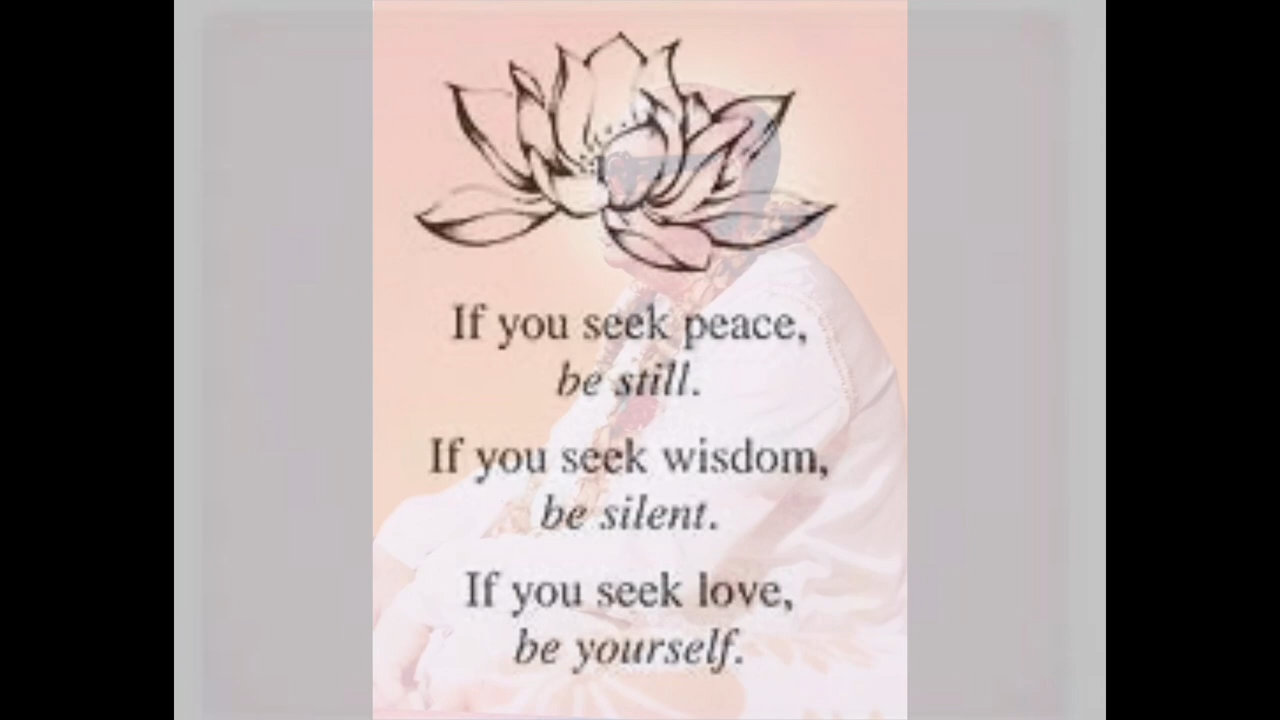 If you seek peace,
be still.
If you seek wisdom,
be silent.
If you seek love,
be yourself.